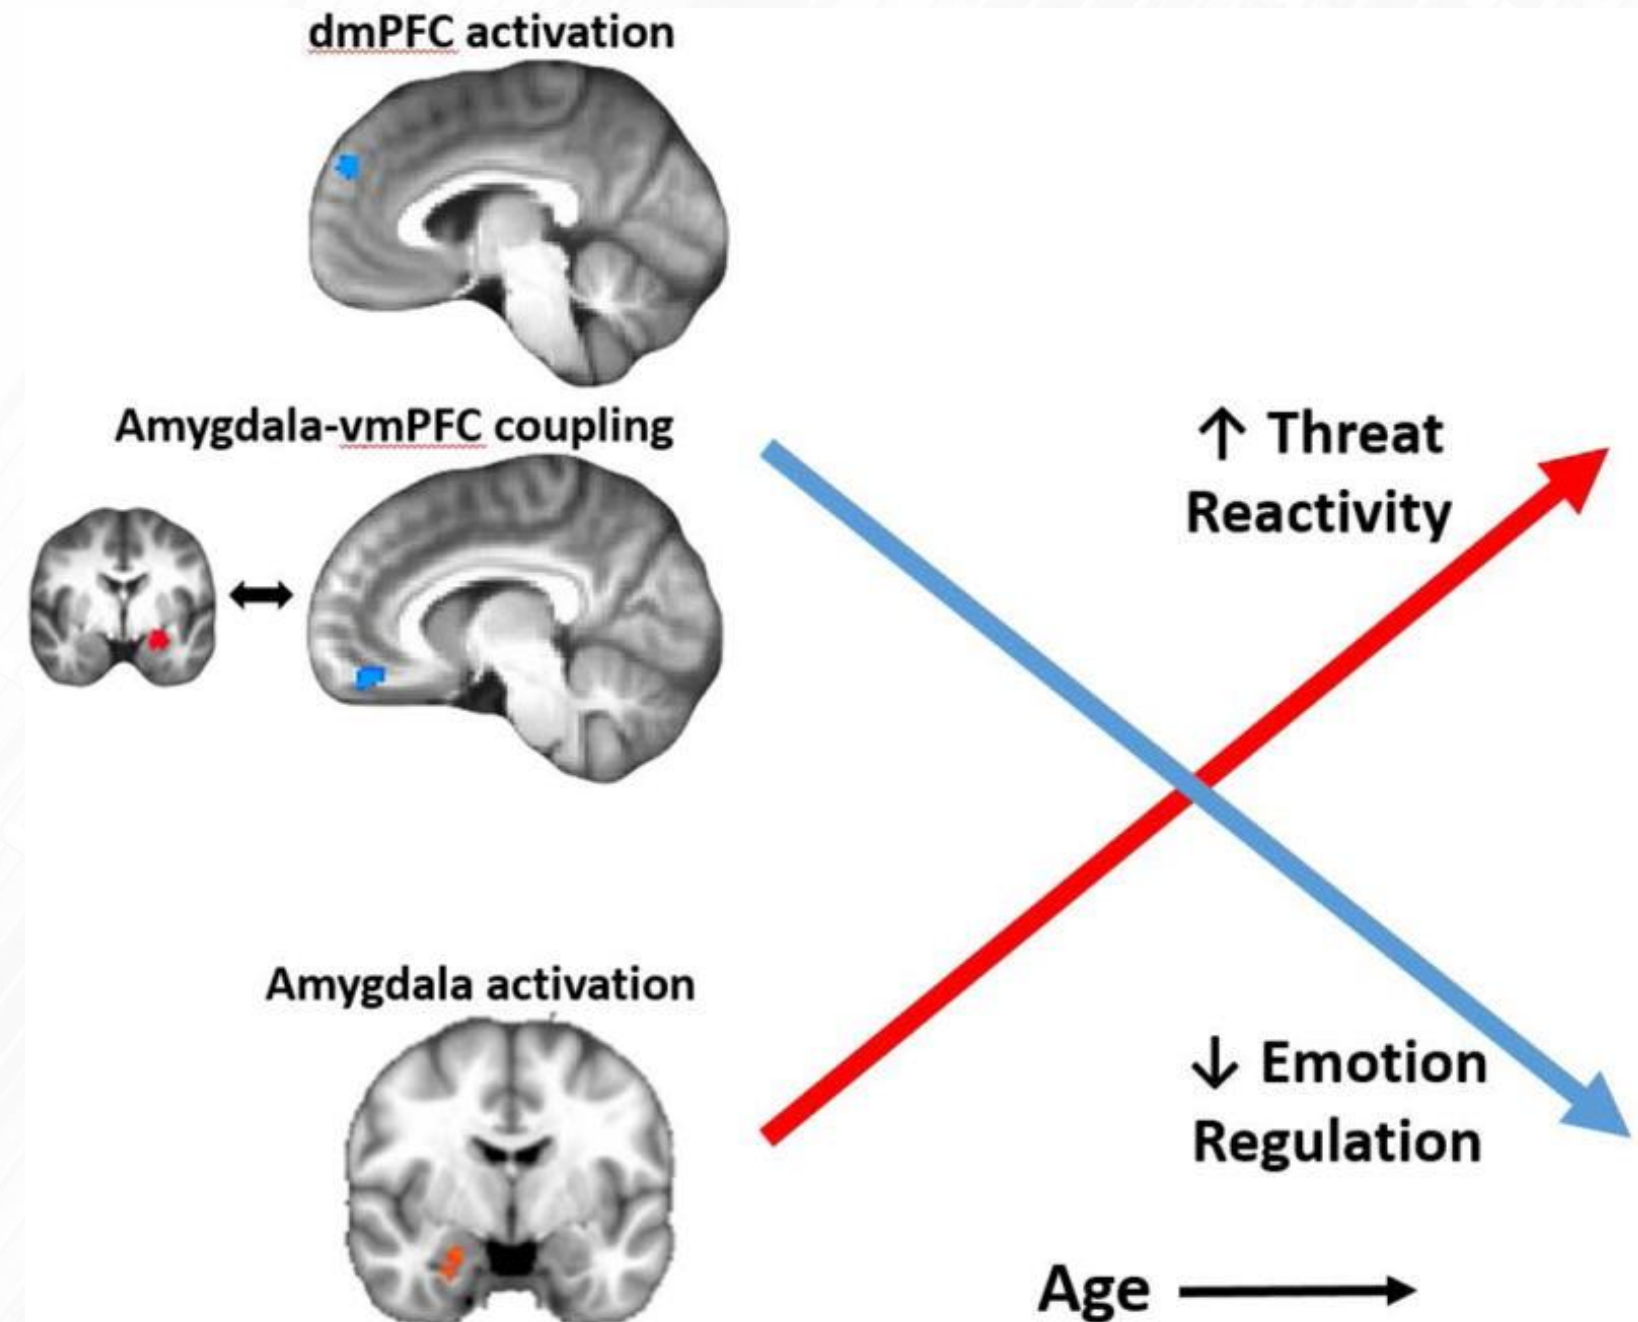 dmPFC activation
Amygdala-vmPFC coupling
↑ Threat
Reactivity
Amygdala activation
↓ Emotion
Regulation
Age